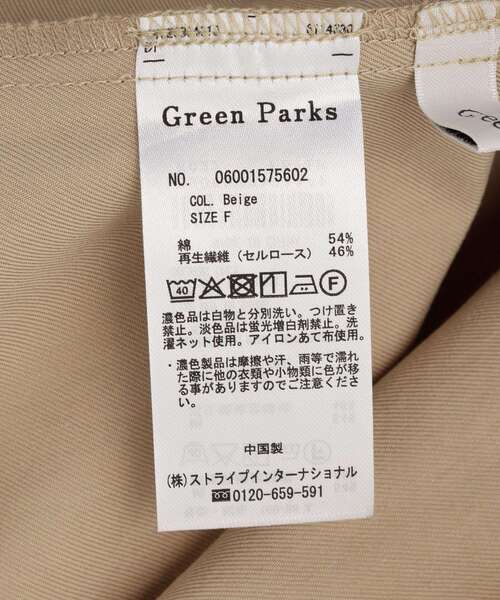 Green Parks
NO. 06001575602
COL. Beige
SIZE F
綿 54%
再生繊維（セルロース） 46%
40 F
濃色品は白物と分別洗い。つけ置き
禁止。淡色品は蛍光増白剤禁止。洗
濯ネット使用。アイロンあて布使用。
・濃色製品は摩擦や汗、雨等で濡れ
た際に他の衣類や小物類に色が移
る事がありますのでご注意くださ
い。
中国製
(株)ストライプインターナショナル
0120-659-591